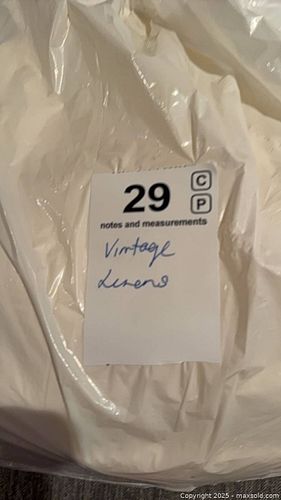 29 C
P
notes and measurements
Vintage
Linens
Copyright 2025 - maxsold.com